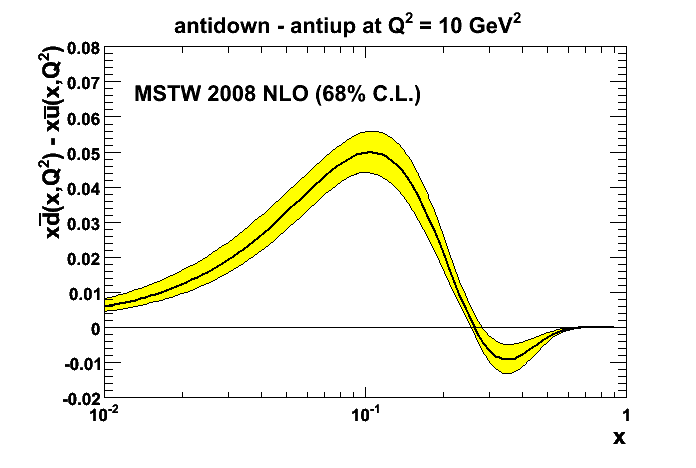 antidown - antiup at Q² = 10 GeV²
MSTW 2008 NLO (68% C.L.)
xd̅(x,Q²) - xu̅(x,Q²)
0.08
0.07
0.06
0.05
0.04
0.03
0.02
0.01
0
-0.01
-0.02
10⁻² 10⁻¹ 1
x